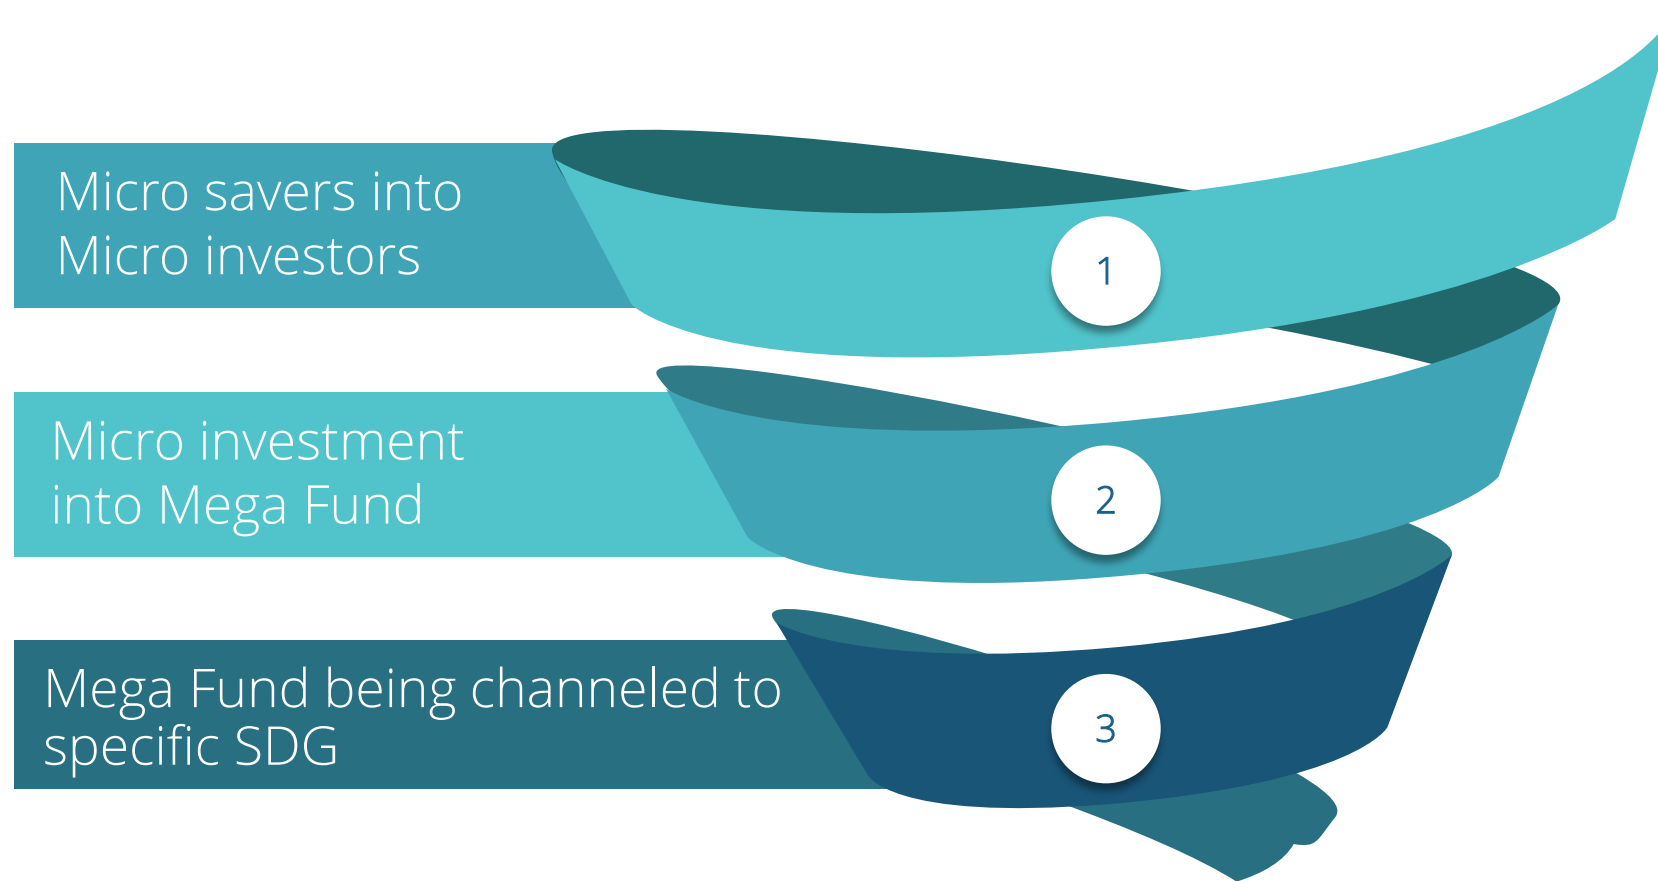 Micro savers into
Micro investors
1
Micro investment
into Mega Fund
2
Mega Fund being channeled to
specific SDG
3